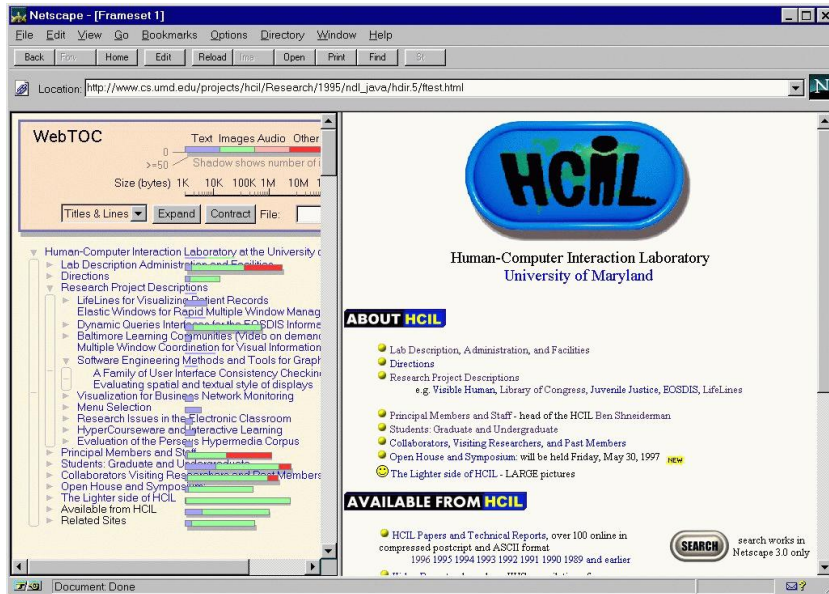 Netscape - [Frameset 1]
File Edit View Go Bookmarks Options Directory Window Help
Back Home Edit Reload Open Print Find
Location: http://www.cs.umd.edu/projects/hcil/Research/1995/ndl_java/hdir.5/ftest.html
N
WebTOC
Text Images Audio Other
0
>=50 Shadow shows number of
Size (bytes) 1K 10K 100K 1M 10M
Titles & Lines Expand Contract File:
Human-Computer Interaction Laboratory at the University
Lab Description Administration and Facilities
Directions
Research Project Descriptions
LifeLines for Visualizing Patient Records
Elastic Windows for Rapid Multiple Window Manag
Dynamic Queries Interfaces for the EOSDIS Informa
Baltimore Learning Communities (Video on demand
Multiple Window Coordination for Visual Information
Software Engineering Methods and Tools for Graph
A Family of User Interface Consistency Checkin
Evaluating spatial and textual style of displays
Visualization for Business Network Monitoring
Menu Selection
Research Issues in the Electronic Classroom
HyperCourseware and Interactive Learning
Evaluation of the Perseus Hypermedia Corpus
Principal Members and Staff
Students: Graduate and Undergraduate
Collaborators Visiting Researchers and Past Members
Open House and Symposium:
The Lighter side of HCIL
Available from HCIL
Related Sites
HCIL
Human-Computer Interaction Laboratory
University of Maryland
ABOUT HCIL
Lab Description, Administration, and Facilities
Directions
Research Project Descriptions
e.g. Visible Human, Library of Congress, Juvenile Justice, EOSDIS, LifeLines
Principal Members and Staff - head of the HCIL Ben Shneiderman
Students: Graduate and Undergraduate
Collaborators, Visiting Researchers, and Past Members
Open House and Symposium: will be held Friday, May 30, 1997 NEW
The Lighter side of HCIL - LARGE pictures
AVAILABLE FROM HCIL
HCIL Papers and Technical Reports, over 100 online in
compressed postcript and ASCII format
1996 1995 1994 1993 1992 1991 1990 1989 and earlier
SEARCH
search works in
Netscape 3.0 only
Document: Done